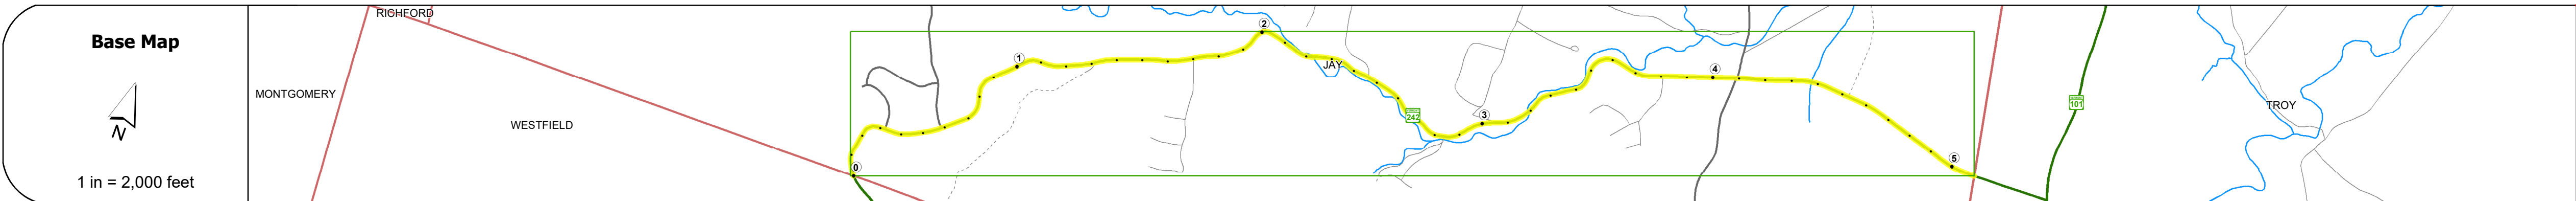 Base Map
N
1 in = 2,000 feet
RICHFORD
MONTGOMERY
WESTFIELD
0
1
2
JAY
242
3
4
5
101
TROY